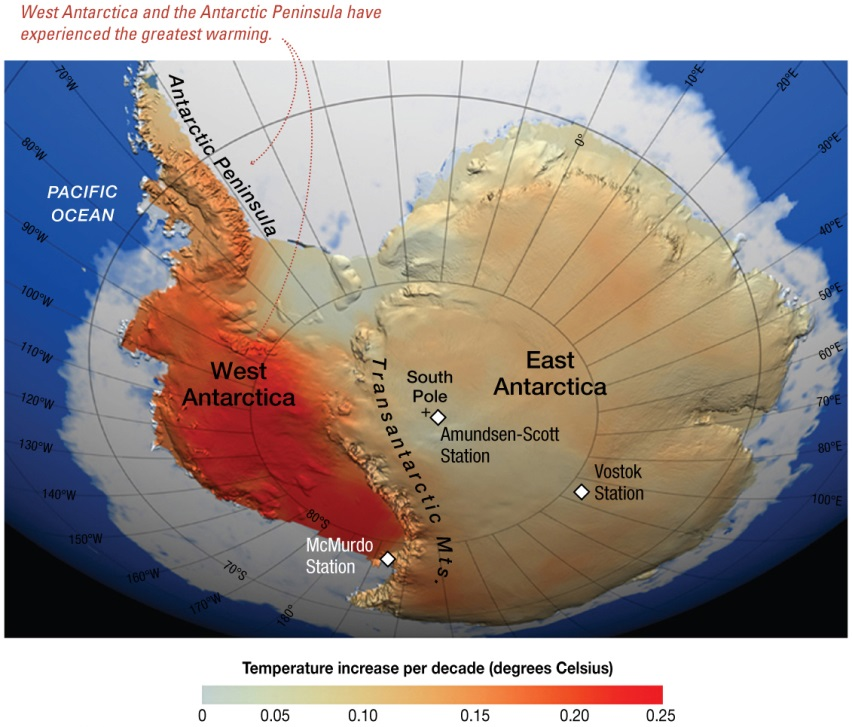 West Antarctica and the Antarctic Peninsula have
experienced the greatest warming.
70°W
Antarctic Peninsula
10°E
20°E
0°
30°E
80°W
PACIFIC
OCEAN
90°W
40°E
50°E
100°W
60°E
110°W
West
Antarctica
East
Antarctica
South
Pole
Transantarctic Mts.
120°W
70°E
Amundsen-Scott
Station
130°W
80°E
Vostok
Station
140°W
100°E
80°S
150°W
McMurdo
Station
160°W
70°S
170°W
180°
Temperature increase per decade (degrees Celsius)
0 0.05 0.10 0.15 0.20 0.25